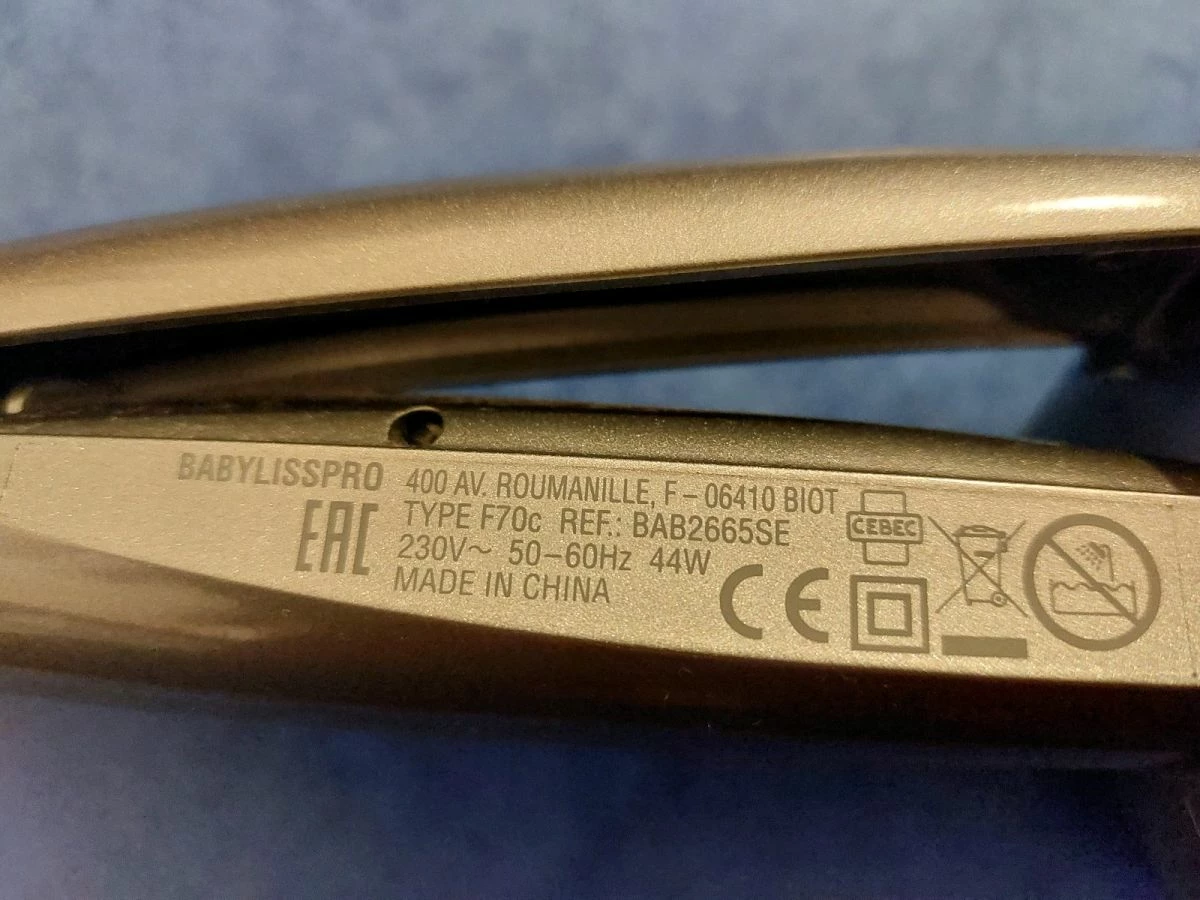 BABYLISSPRO 400 AV. ROUMANILLE, F – 06410 BIOT
TYPE F70c REF.: BAB2665SE
230V~ 50–60Hz 44W
MADE IN CHINA
EAC
CE
CEBEC